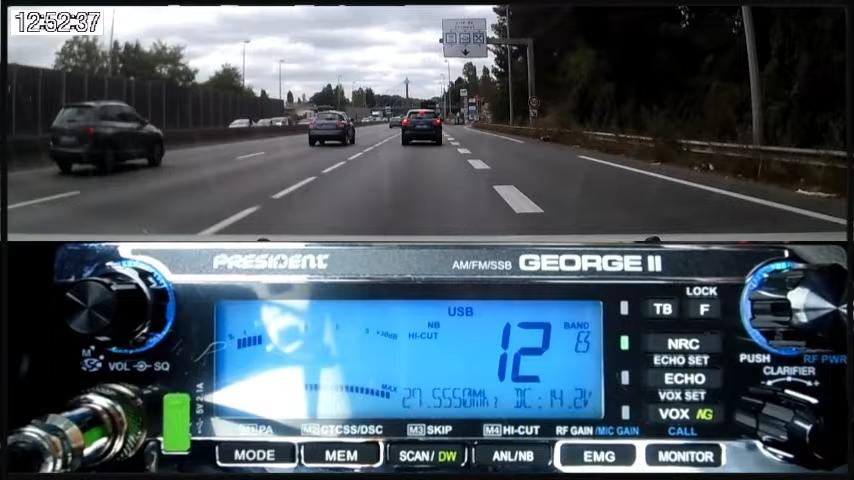 12:52:37
PRESIDENT
AM/FM/SSB GEORGE II
LOCK
TB F
USB
NB
HI-CUT
12
BAND
+30dB
MAX
27.5550MHz DC:14.2V
NRC
ECHO SET
ECHO
VOX SET
VOX NG
CALL
PUSH RF PWR
CLARIFIER
M VOL SQ
5V 2.1A
M1 PA M2 CTCSS/DSC M3 SKIP M4 HI-CUT RF GAIN/MIC GAIN
MODE MEM SCAN/DW ANL/NB EMG MONITOR